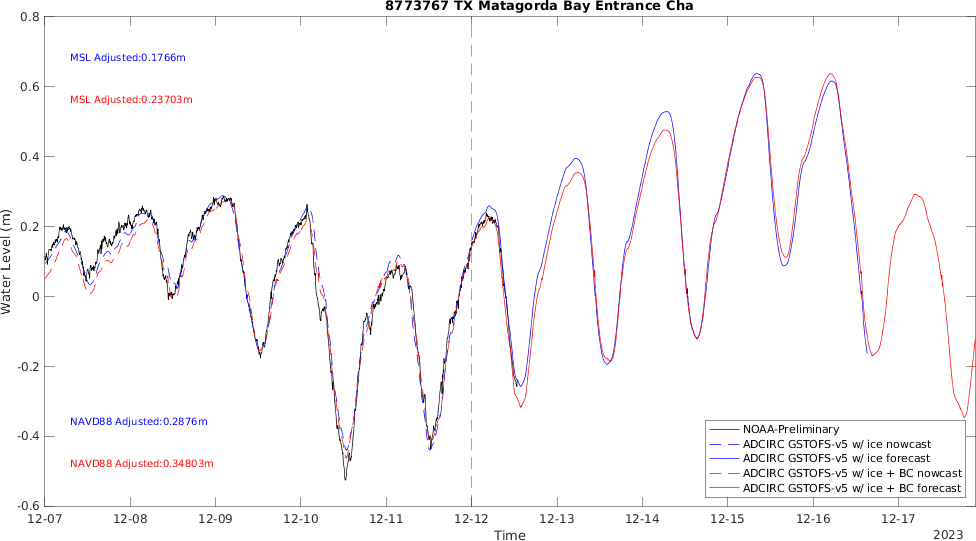 8773767 TX Matagorda Bay Entrance Cha
0.8
0.6
0.4
0.2
0
-0.2
-0.4
-0.6
Water Level (m)
MSL Adjusted:0.1766m
MSL Adjusted:0.23703m
NAVD88 Adjusted:0.2876m
NAVD88 Adjusted:0.34803m
NOAA-Preliminary
ADCIRC GSTOFS-v5 w/ ice nowcast
ADCIRC GSTOFS-v5 w/ ice forecast
ADCIRC GSTOFS-v5 w/ ice + BC nowcast
ADCIRC GSTOFS-v5 w/ ice + BC forecast
12-07 12-08 12-09 12-10 12-11 12-12 12-13 12-14 12-15 12-16 12-17
Time
2023